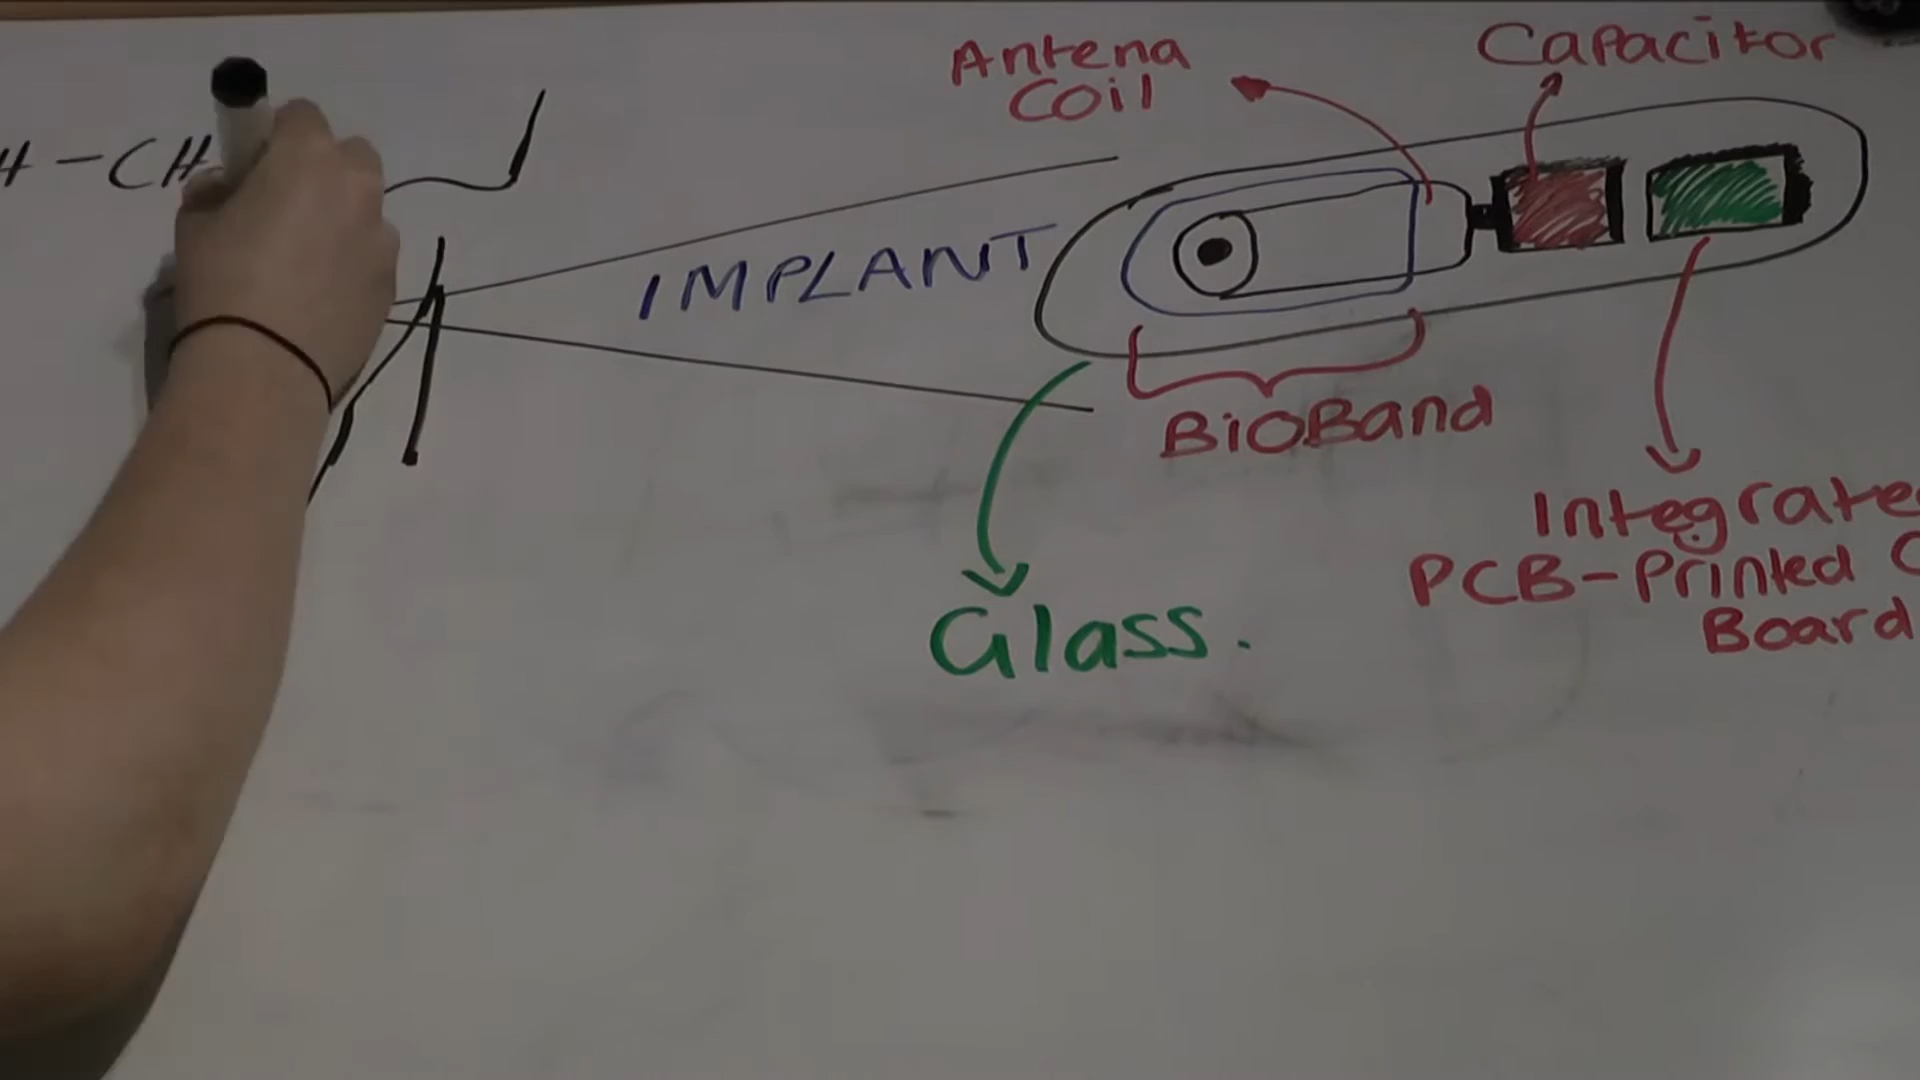 Antena
Coil
Capacitor
H-CH
IMPLANT
BiOBand
Glass.
Integrate
PCB-Printed C
Board